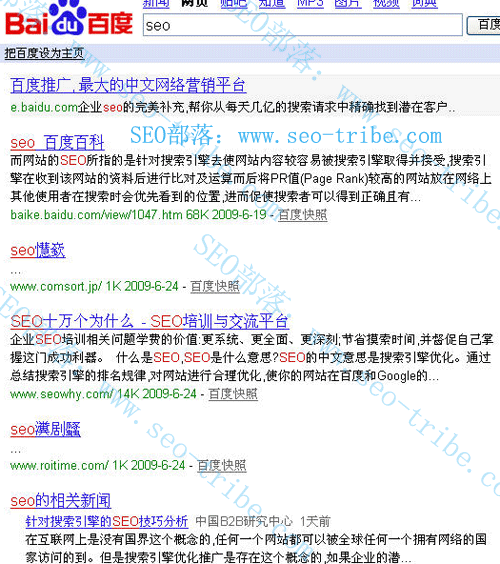 新闻 网页 贴吧 知道 MP3 图片 视频 词典
Bai du 百度 seo 百度
把百度设为主页
百度推广, 最大的中文网络营销平台
e.baidu.com企业seo的完美补充,帮你从每天几亿的搜索请求中精确找到潜在客户..
seo_百度百科
SEO部落: www.seo-tribe.com
而网站的SEO所指的是针对搜索引擎去使网站内容较容易被搜索引擎取得并接受,搜索引
擎在收到该网站的资料后进行比对及运算而后将PR值(Page Rank)较高的网站放在网络上
其他使用者在搜索时会优先看到的位置,进而促使搜索者可以得到正确且有...
baike.baidu.com/view/1047.htm 68K 2009-6-19 - 百度快照
seo
...
www.comsort.jp/ 1K 2009-6-24 - 百度快照
SEO十万个为什么 - SEO培训与交流平台
企业SEO培训相关问题学费的价值:更系统、更全面、更深刻;节省摸索时间,并督促自己掌
握这门成功利器。 什么是SEO,SEO是什么意思?SEO的中文意思是搜索引擎优化。通过
总结搜索引擎的排名规律,对网站进行合理优化,使你的网站在百度和Google的...
www.seowhy.com/ 14K 2009-6-24 - 百度快照
seo
...
www.roitime.com/ 1K 2009-6-24 - 百度快照
seo的相关新闻
针对搜索引擎的SEO技巧分析 中国B2B研究中心 1天前
在互联网上是没有国界这个概念的,任何一个网站都可以被全球任何一个拥有网络的国
家访问的到。但是搜索引擎优化推广是存在这个概念的,如果企业的潜...